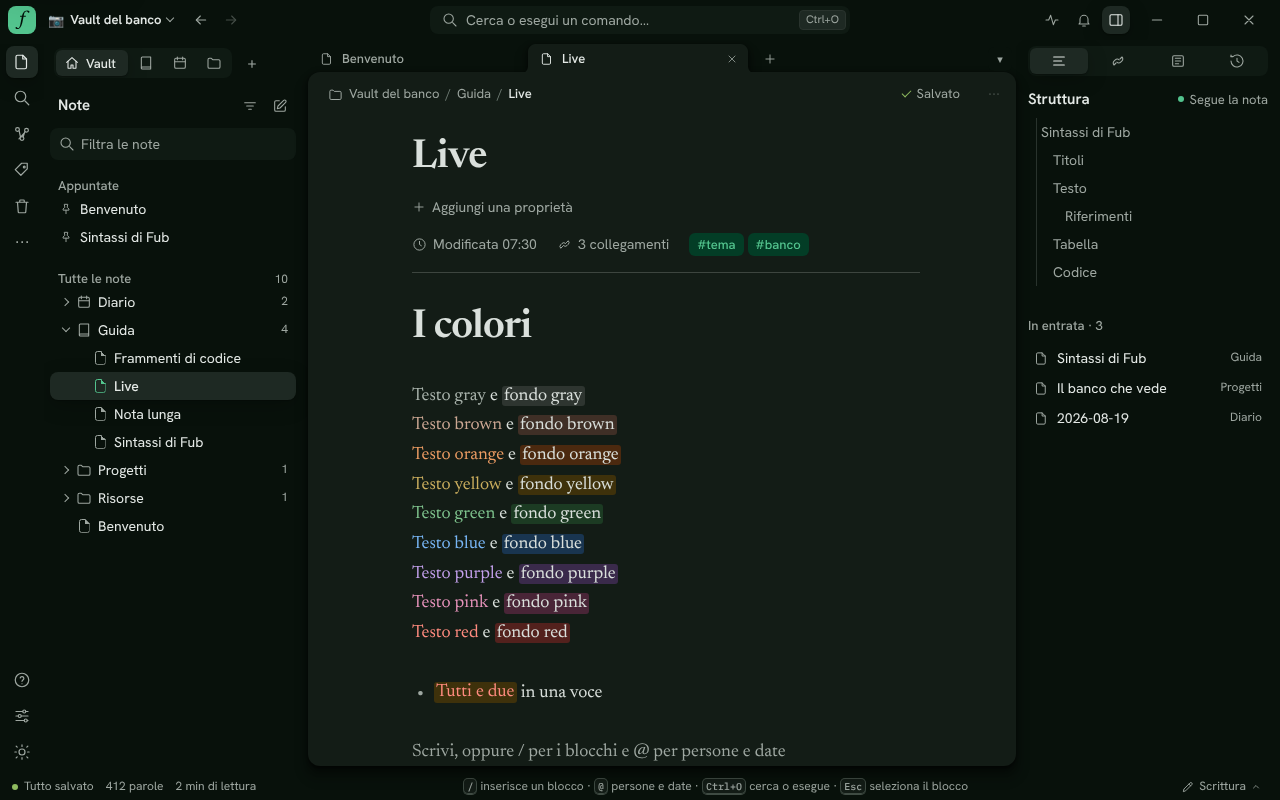 f Vault del banco
Cerca o esegui un comando... Ctrl+O
Vault
Note
Filtra le note
Appuntate
Benvenuto
Sintassi di Fub
Tutte le note 10
Diario 2
Guida 4
Frammenti di codice
Live
Nota lunga
Sintassi di Fub
Progetti 1
Risorse 1
Benvenuto
Benvenuto
Live
Vault del banco / Guida / Live
Salvato
Live
Aggiungi una proprietà
Modificata 07:30 3 collegamenti #tema #banco
I colori
Testo gray e fondo gray
Testo brown e fondo brown
Testo orange e fondo orange
Testo yellow e fondo yellow
Testo green e fondo green
Testo blue e fondo blue
Testo purple e fondo purple
Testo pink e fondo pink
Testo red e fondo red
• Tutti e due in una voce
Scrivi, oppure / per i blocchi e @ per persone e date
Struttura Segue la nota
Sintassi di Fub
Titoli
Testo
Riferimenti
Tabella
Codice
In entrata · 3
Sintassi di Fub Guida
Il banco che vede Progetti
2026-08-19 Diario
Tutto salvato 412 parole 2 min di lettura
/ inserisce un blocco · @ persone e date · Ctrl+O cerca o esegue · Esc seleziona il blocco
Scrittura